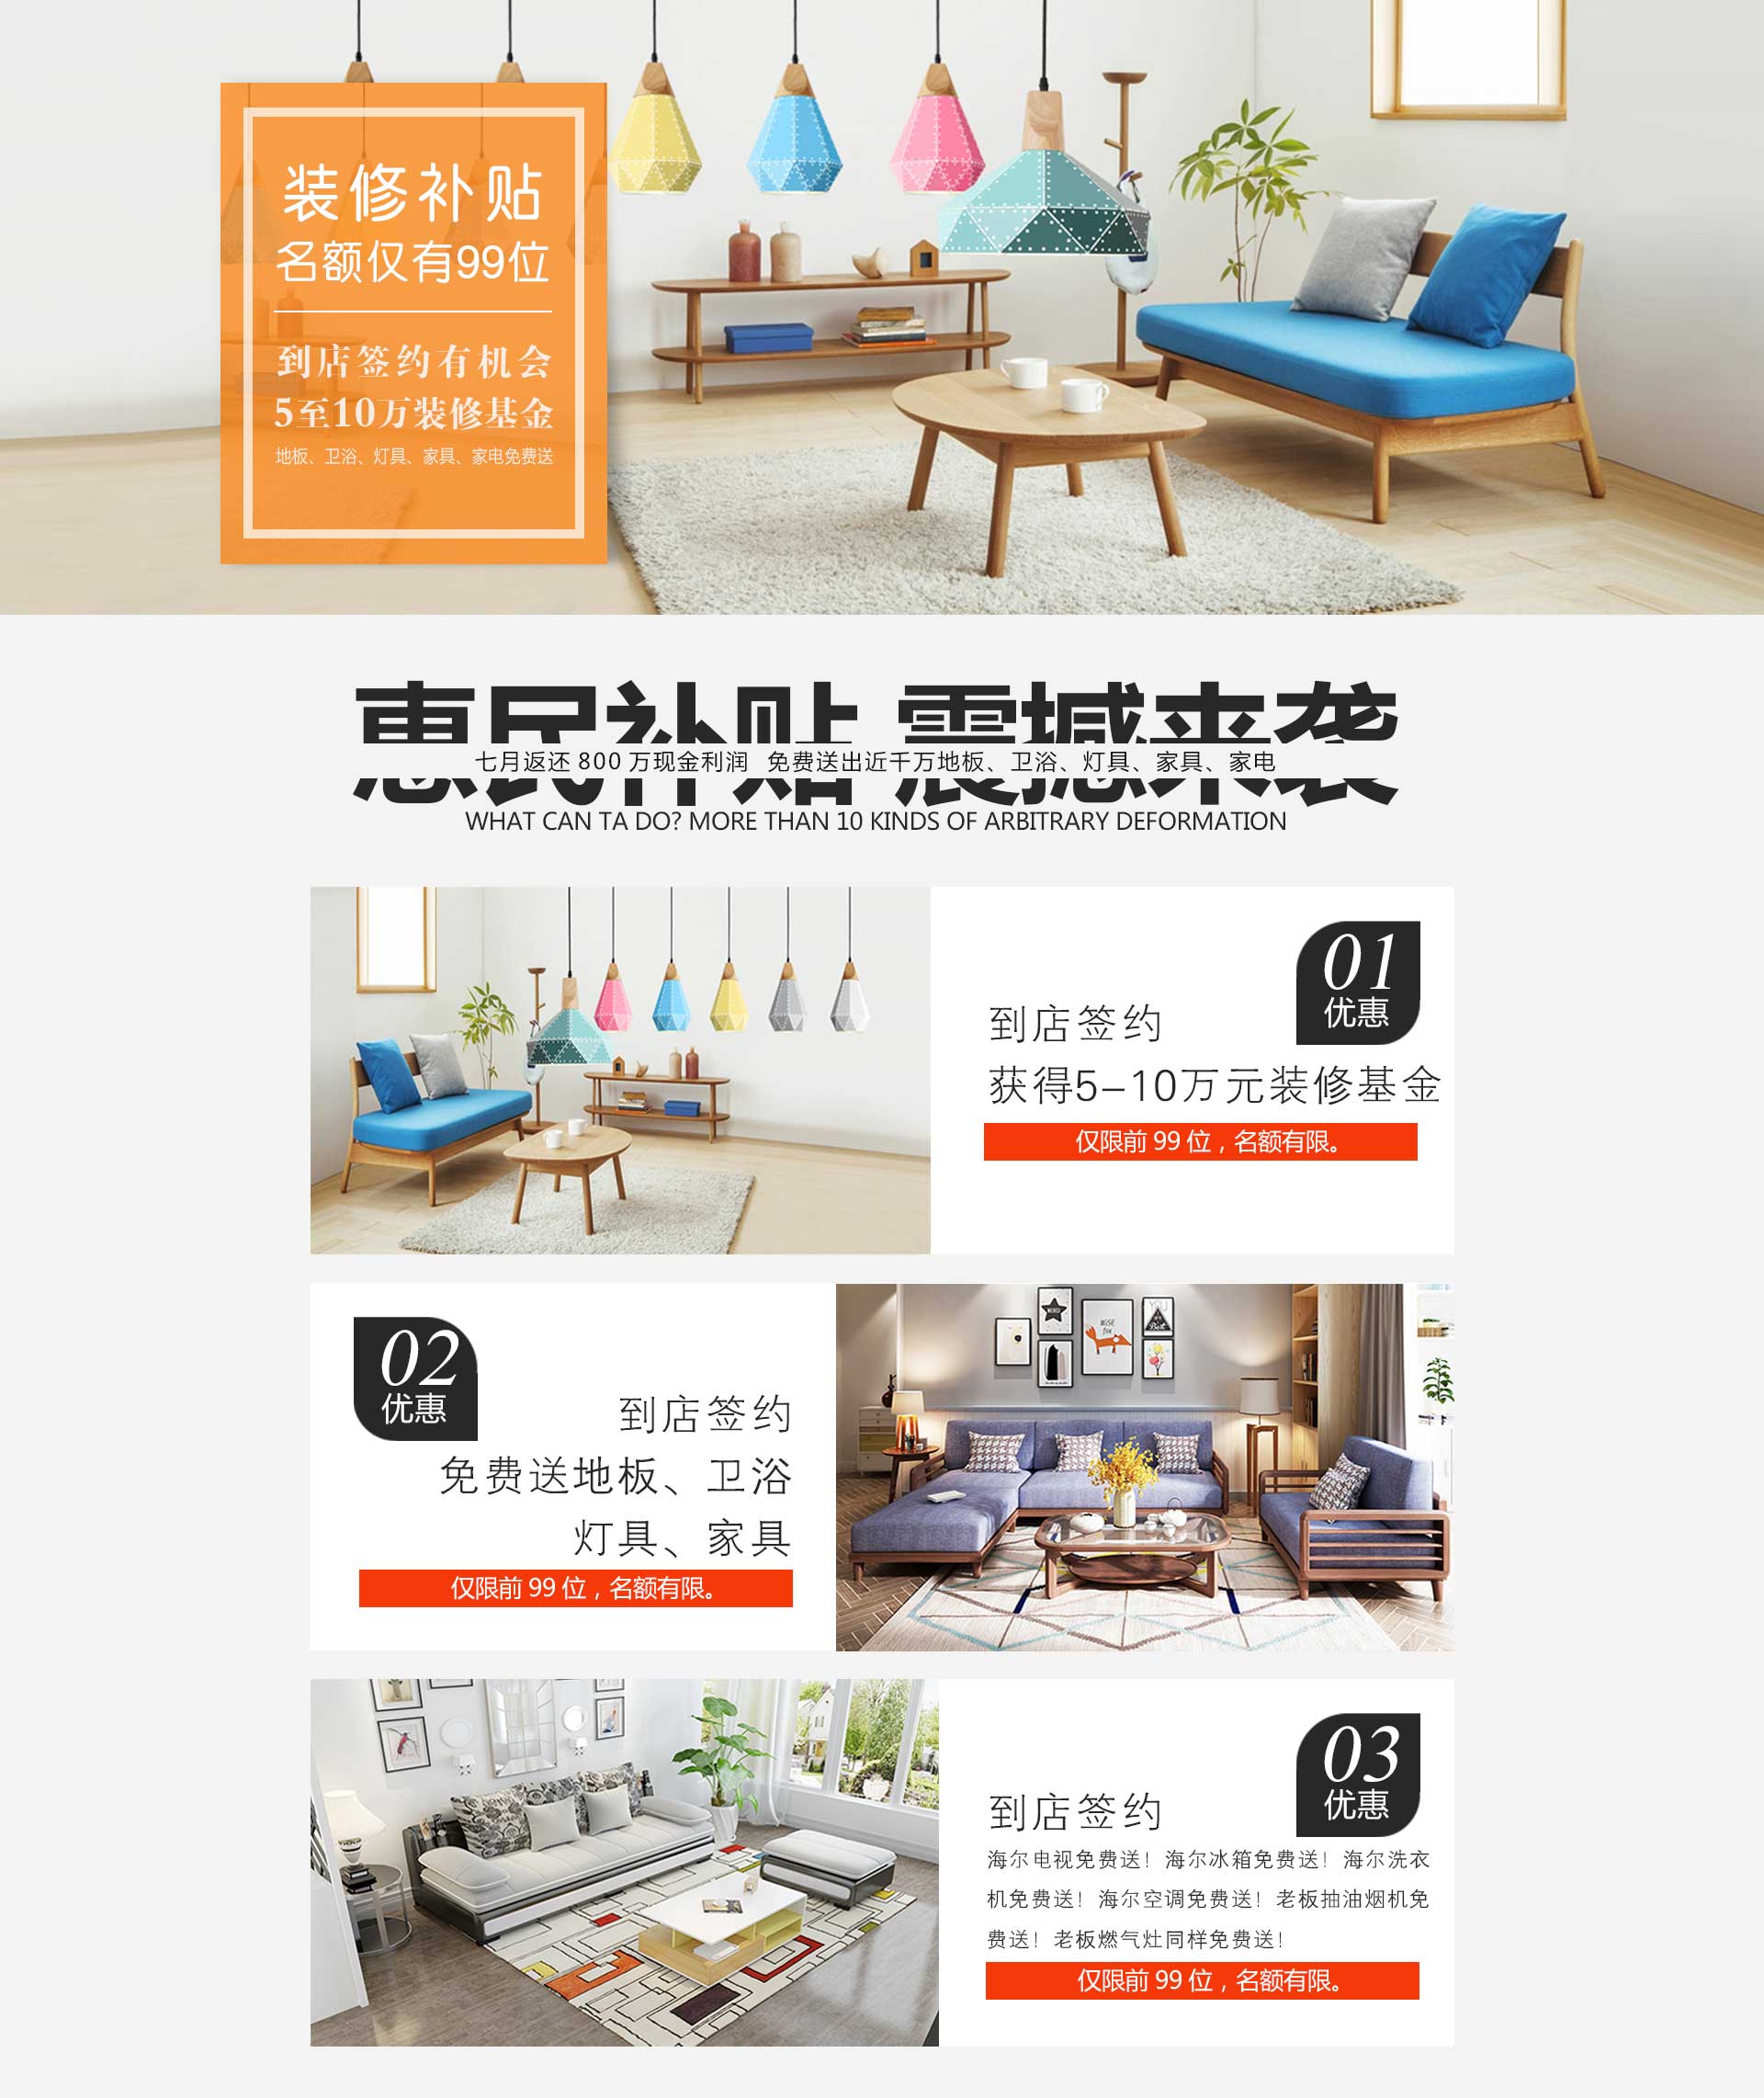 装修补贴
名额仅有99位
到店签约有机会
5至10万装修基金
地板、卫浴、灯具、家具、家电免费送
惠民补贴 震撼来袭
七月返还 800 万现金利润 免费送出近千万地板、卫浴、灯具、家具、家电
WHAT CAN TA DO? MORE THAN 10 KINDS OF ARBITRARY DEFORMATION
01
优惠
到店签约
获得5-10万元装修基金
仅限前 99 位，名额有限。
02
优惠
到店签约
免费送地板、卫浴
灯具、家具
仅限前 99 位，名额有限。
03
优惠
到店签约
海尔电视免费送！海尔冰箱免费送！海尔洗衣
机免费送！海尔空调免费送！老板抽油烟机免
费送！老板燃气灶同样免费送！
仅限前 99 位，名额有限。